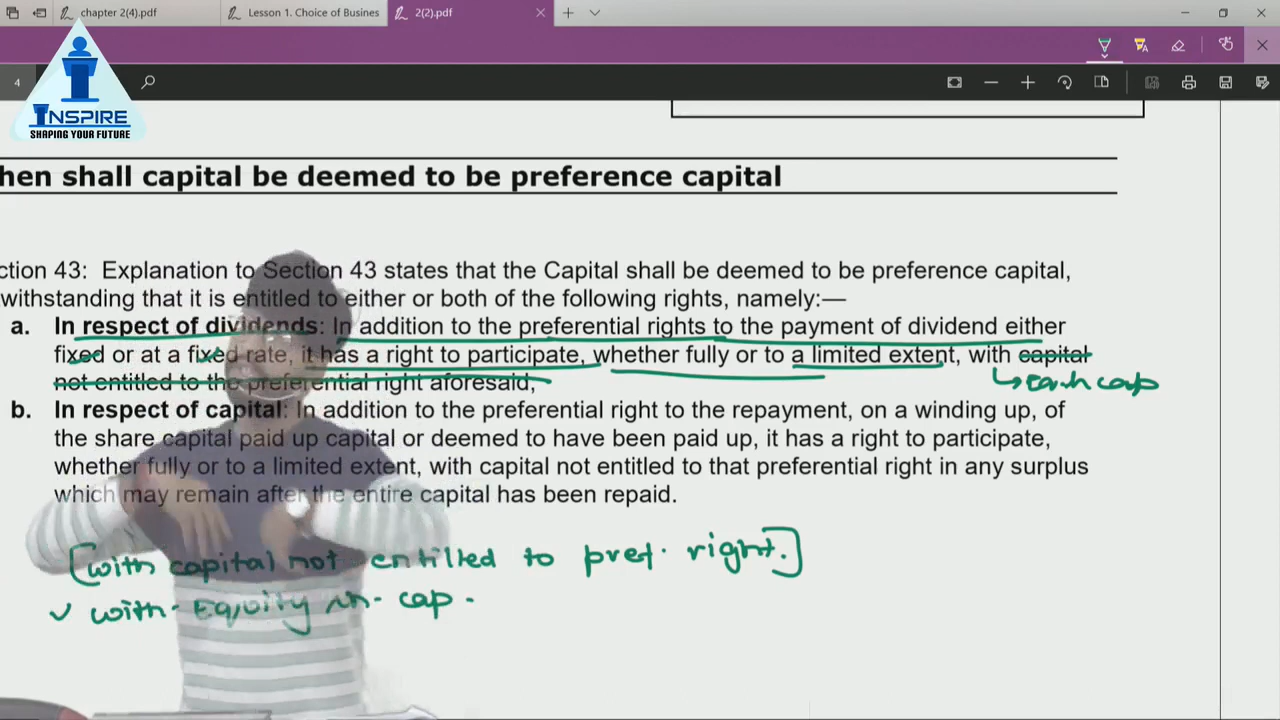 chapter 2(4).pdf
Lesson 1. Choice of Busines
2(2).pdf
4
INSPIRE
SHAPING YOUR FUTURE
hen shall capital be deemed to be preference capital
ction 43: Explanation to Section 43 states that the Capital shall be deemed to be preference capital,
withstanding that it is entitled to either or both of the following rights, namely:—
a. In respect of dividends: In addition to the preferential rights to the payment of dividend either
fixed or at a fixed rate, it has a right to participate, whether fully or to a limited extent, with capital
not entitled to the preferential right aforesaid;
cap
b. In respect of capital: In addition to the preferential right to the repayment, on a winding up, of
the share capital paid up capital or deemed to have been paid up, it has a right to participate,
whether fully or to a limited extent, with capital not entitled to that preferential right in any surplus
which may remain after the entire capital has been repaid.
[with capital not entitled to pref. right.]
✓ with Equity sh. cap.